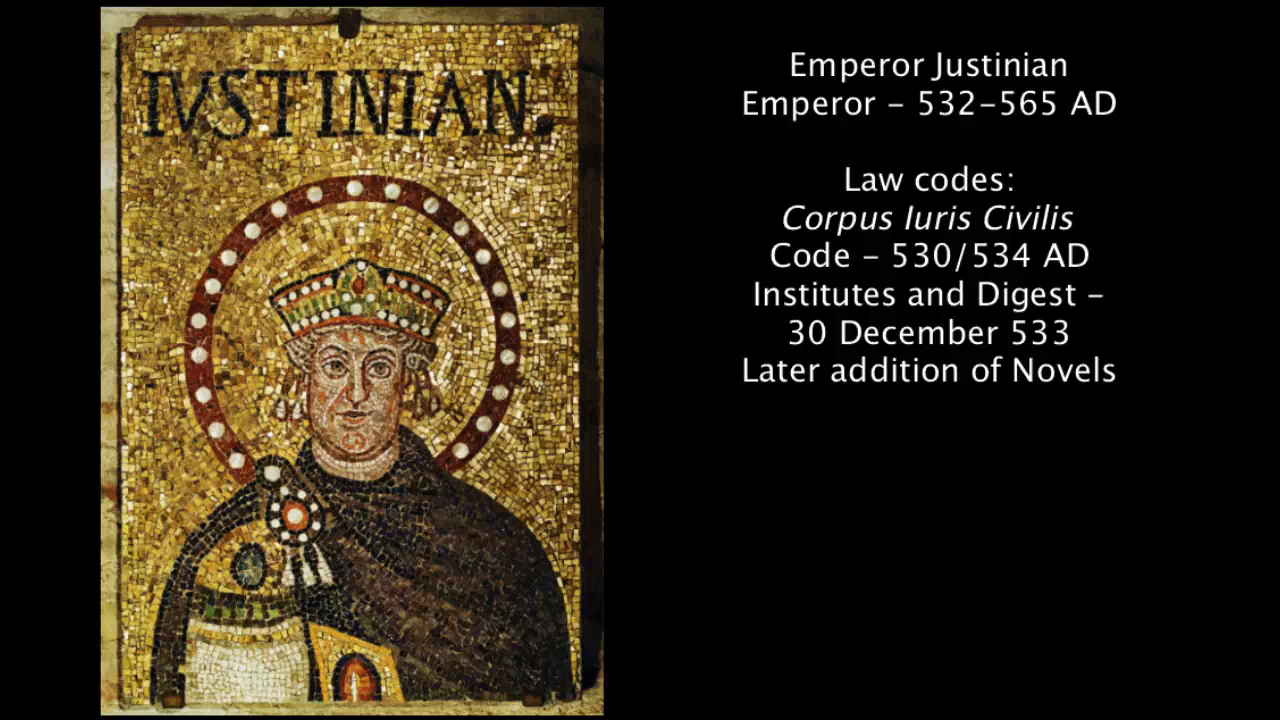 IVSTINIAN.
Emperor Justinian
Emperor – 532–565 AD
Law codes:
Corpus Iuris Civilis
Code – 530/534 AD
Institutes and Digest –
30 December 533
Later addition of Novels